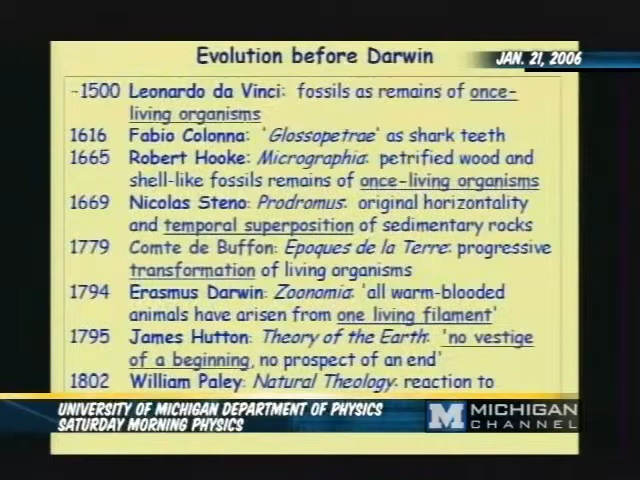 Evolution before Darwin
JAN. 21, 2006
~1500 Leonardo da Vinci: fossils as remains of once-
living organisms
1616 Fabio Colonna: 'Glossopetrae' as shark teeth
1665 Robert Hooke: Micrographia: petrified wood and
shell-like fossils remains of once-living organisms
1669 Nicolas Steno: Prodromus: original horizontality
and temporal superposition of sedimentary rocks
1779 Comte de Buffon: Epoques de la Terre: progressive
transformation of living organisms
1794 Erasmus Darwin: Zoonomia: 'all warm-blooded
animals have arisen from one living filament'
1795 James Hutton: Theory of the Earth: 'no vestige
of a beginning, no prospect of an end'
1802 William Paley: Natural Theology: reaction to
UNIVERSITY OF MICHIGAN DEPARTMENT OF PHYSICS
SATURDAY MORNING PHYSICS
M MICHIGAN
CHANNEL